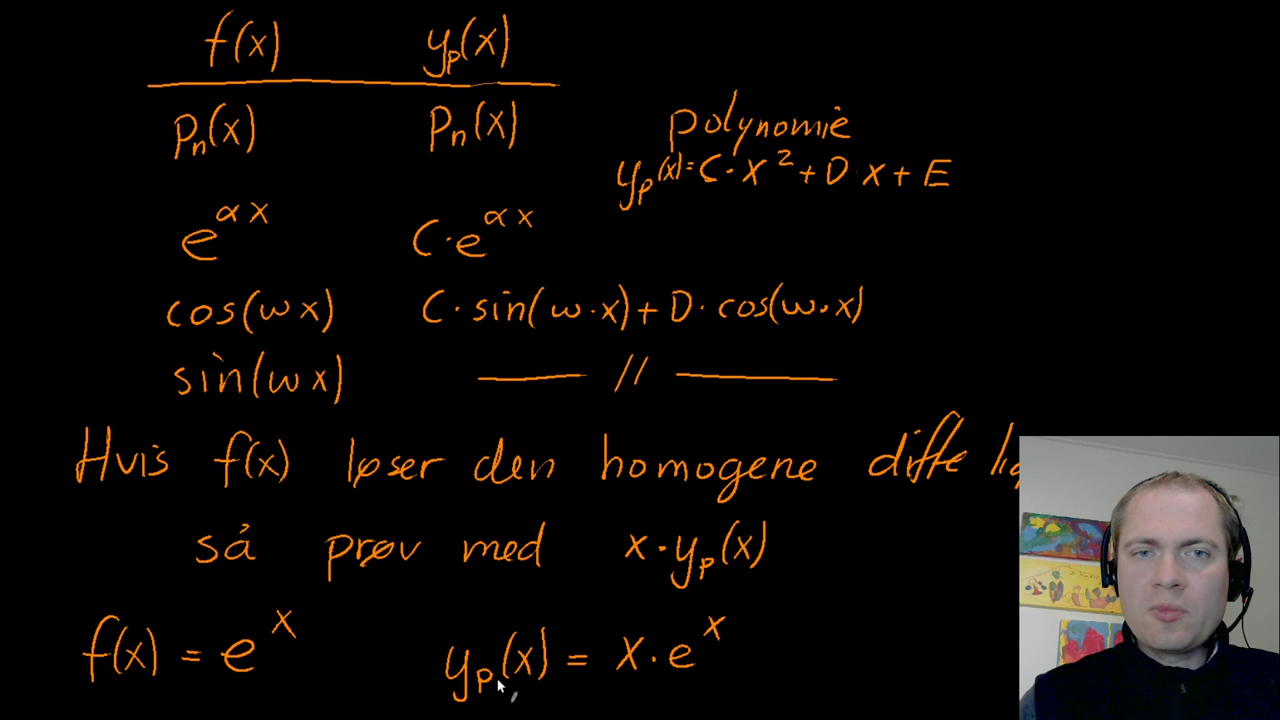 f(x) yₚ(x)
Pₙ(x) Pₙ(x)
polynomie
yₚ(x)=C·x²+D·x+E
e^αx C·e^αx
cos(ωx) C·sin(ω·x)+D·cos(ω·x)
sin(ωx) — // —
Hvis f(x) løser den homogene diffe
så prøv med x·yₚ(x)
f(x) = e^x yₚ(x) = x·e^x